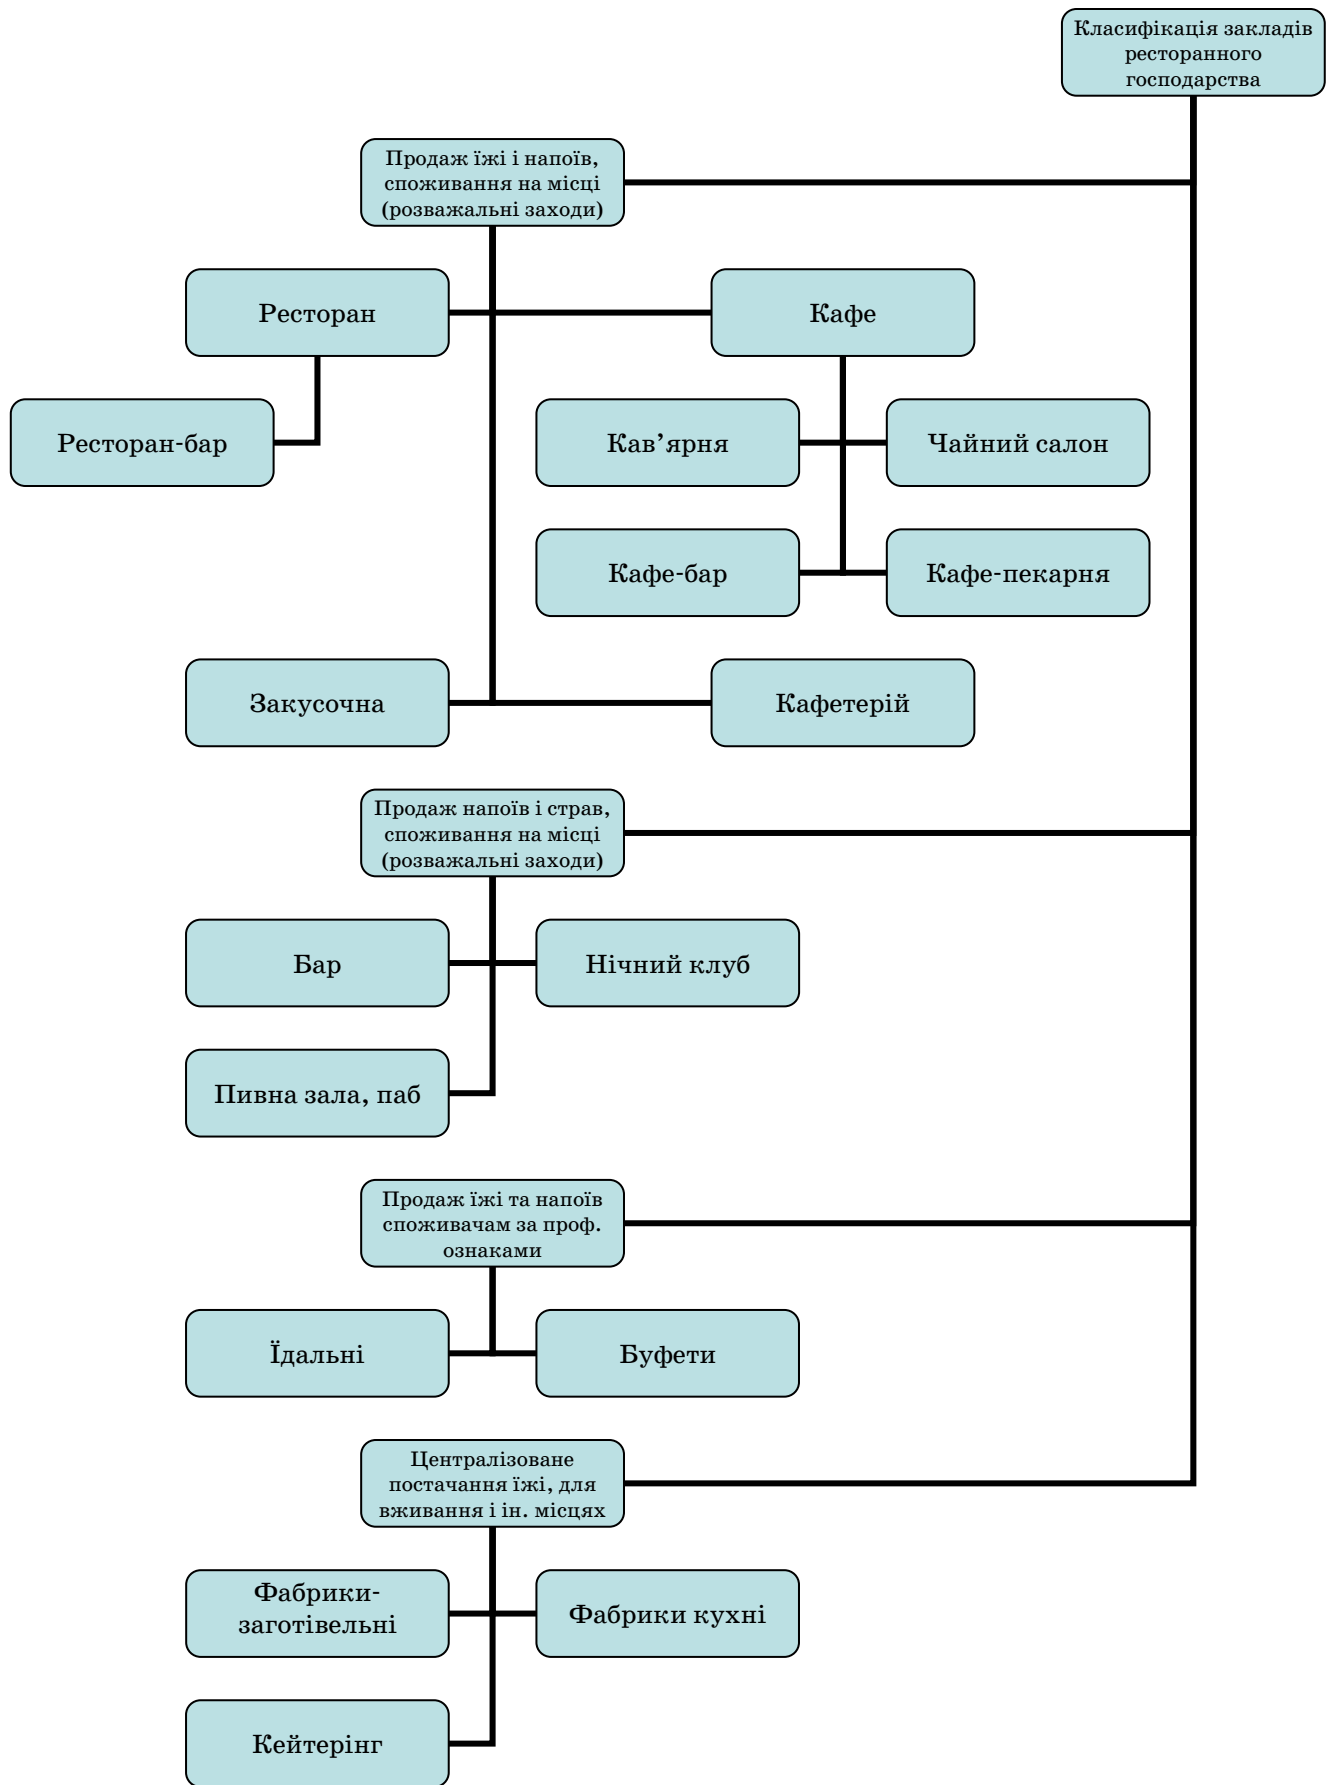 Класифікація закладів
ресторанного
господарства
Продаж їжі і напоїв,
споживання на місці
(розважальні заходи)
Ресторан
Кафе
Ресторан-бар
Кав’ярня
Чайний салон
Кафе-бар
Кафе-пекарня
Закусочна
Кафетерій
Продаж напоїв і страв,
споживання на місці
(розважальні заходи)
Бар
Нічний клуб
Пивна зала, паб
Продаж їжі та напоїв
споживачам за проф.
ознаками
Їдальні
Буфети
Централізоване
постачання їжі, для
вживання і ін. місцях
Фабрики-
заготівельні
Фабрики кухні
Кейтерінг